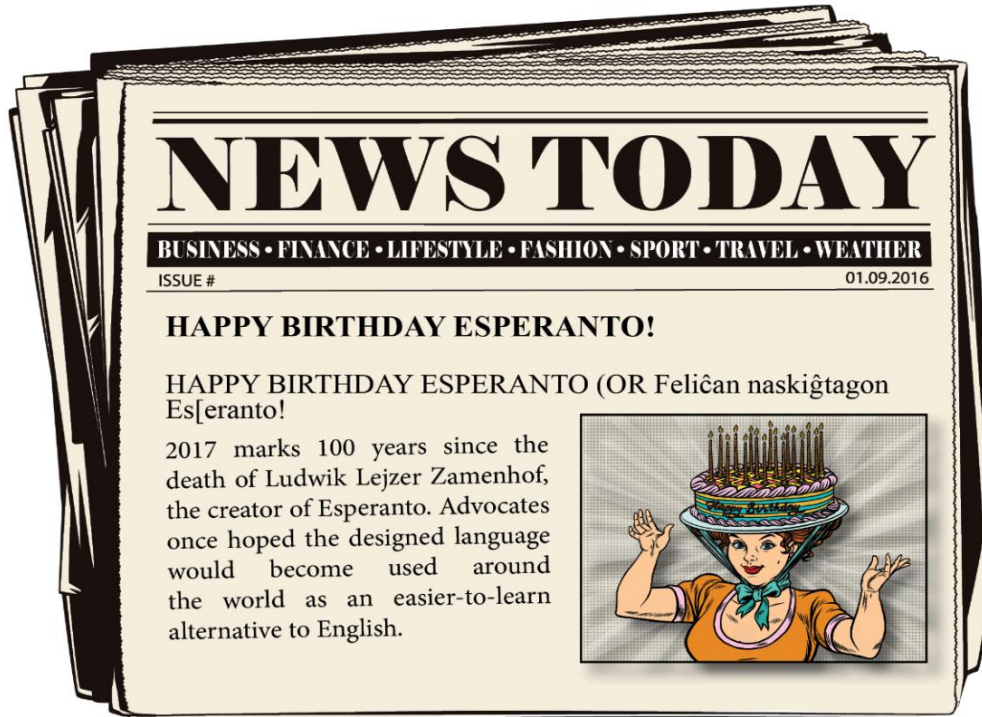 NEWS TODAY
BUSINESS • FINANCE • LIFESTYLE • FASHION • SPORT • TRAVEL • WEATHER
ISSUE #
01.09.2016
HAPPY BIRTHDAY ESPERANTO!
HAPPY BIRTHDAY ESPERANTO (OR Feliĉan naskiĝtagon
Es[eranto!
2017 marks 100 years since the
death of Ludwik Lejzer Zamenhof,
the creator of Esperanto. Advocates
once hoped the designed language
would become used around
the world as an easier-to-learn
alternative to English.
Happy Birthday